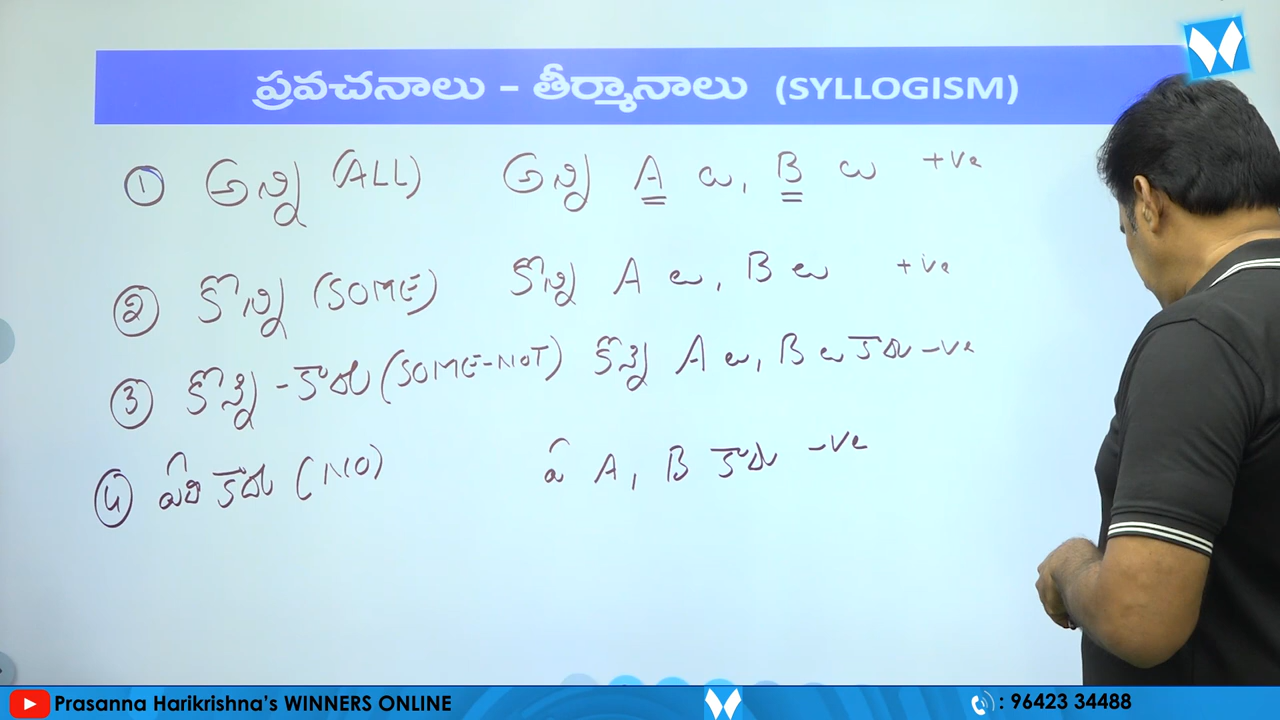 ప్రవచనాలు – తీర్మానాలు (SYLLOGISM)
① అన్ని (ALL) అన్ని A లు, B లు +ve
② కొన్ని (SOME) కొన్ని A లు, B లు +ve
③ కొన్ని - కాదు (SOME-NOT) కొన్ని A లు, B లు కాదు -ve
④ ఏది కాదు (NO) ఏ A, B కాదు -ve
Prasanna Harikrishna's WINNERS ONLINE
: 96423 34488